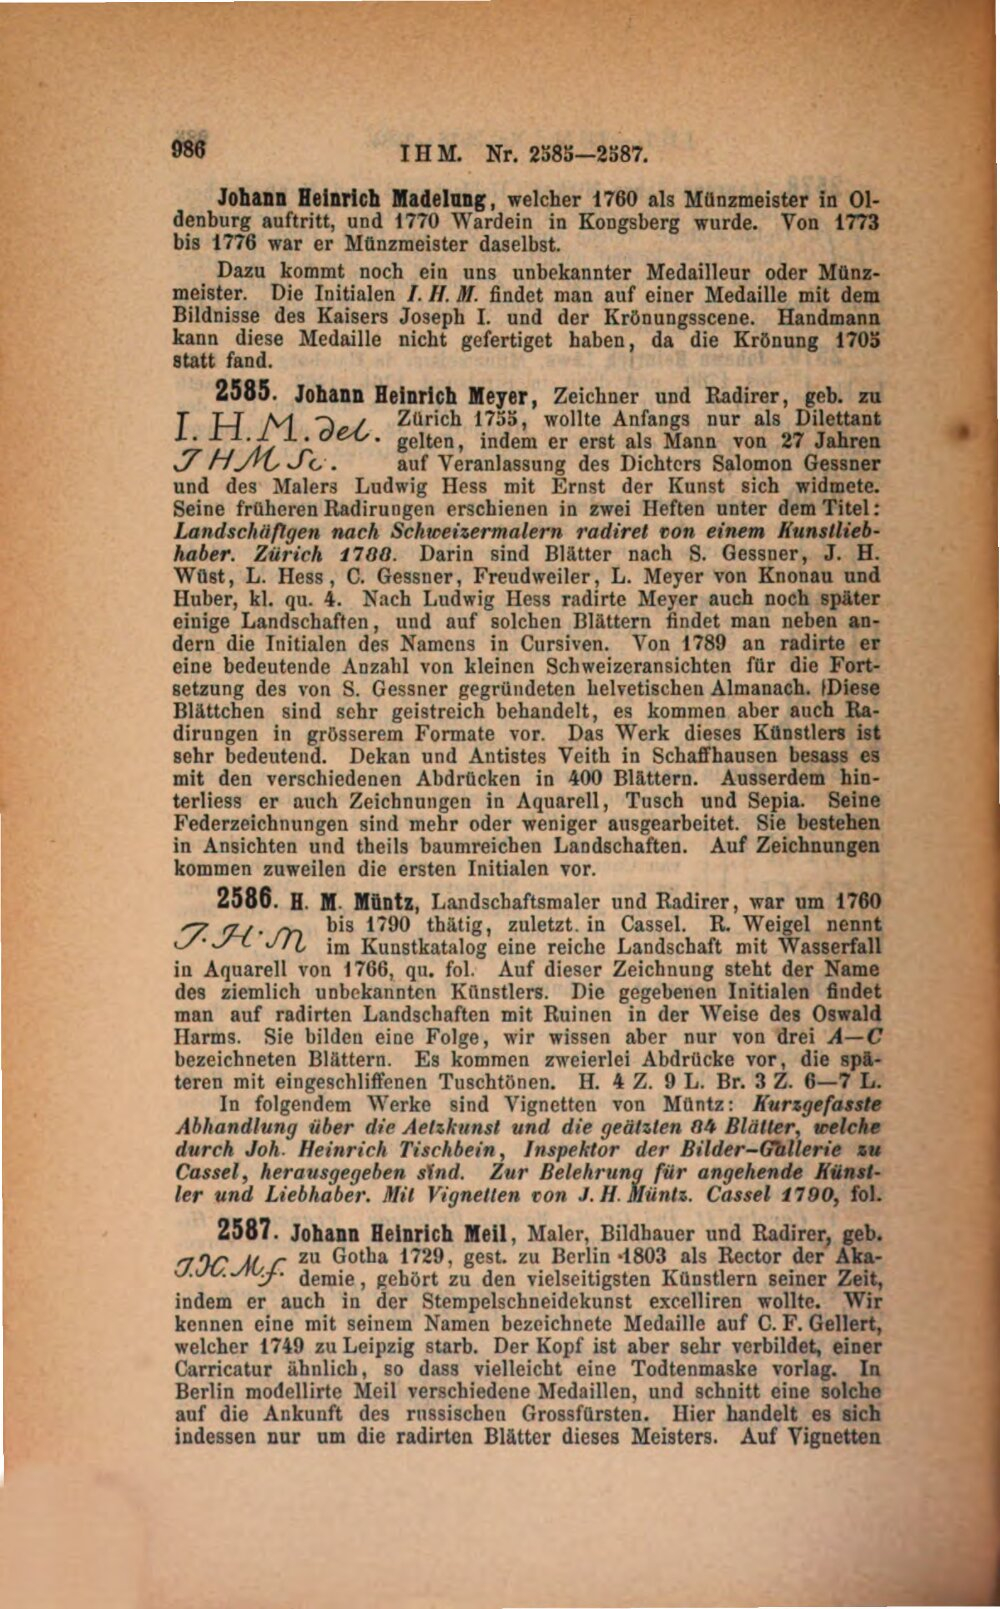 986
IHM. Nr. 2585—2587.
Johann Heinrich Madelung, welcher 1760 als Münzmeister in Ol-
denburg auftritt, und 1770 Wardein in Kongsberg wurde. Von 1773
bis 1776 war er Münzmeister daselbst.
Dazu kommt noch ein uns unbekannter Medailleur oder Münz-
meister. Die Initialen I. H. M. findet man auf einer Medaille mit dem
Bildnisse des Kaisers Joseph I. und der Krönungsscene. Handmann
kann diese Medaille nicht gefertiget haben, da die Krönung 1705
statt fand.
2585. Johann Heinrich Meyer, Zeichner und Radirer, geb. zu
I. H. M. del. Zürich 1755, wollte Anfangs nur als Dilettant
gelten, indem er erst als Mann von 27 Jahren
J H M Sc. auf Veranlassung des Dichters Salomon Gessner
und des Malers Ludwig Hess mit Ernst der Kunst sich widmete.
Seine früheren Radirungen erschienen in zwei Heften unter dem Titel:
Landschäftgen nach Schweizermalern radiret von einem Kunstlieb-
haber. Zürich 1788. Darin sind Blätter nach S. Gessner, J. H.
Wüst, L. Hess, C. Gessner, Freudweiler, L. Meyer von Knonau und
Huber, kl. qu. 4. Nach Ludwig Hess radirte Meyer auch noch später
einige Landschaften, und auf solchen Blättern findet man neben an-
dern die Initialen des Namens in Cursiven. Von 1789 an radirte er
eine bedeutende Anzahl von kleinen Schweizeransichten für die Fort-
setzung des von S. Gessner gegründeten helvetischen Almanach. Diese
Blättchen sind sehr geistreich behandelt, es kommen aber auch Ra-
dirungen in grösserem Formate vor. Das Werk dieses Künstlers ist
sehr bedeutend. Dekan und Antistes Veith in Schaffhausen besass es
mit den verschiedenen Abdrücken in 400 Blättern. Ausserdem hin-
terliess er auch Zeichnungen in Aquarell, Tusch und Sepia. Seine
Federzeichnungen sind mehr oder weniger ausgearbeitet. Sie bestehen
in Ansichten und theils baumreichen Landschaften. Auf Zeichnungen
kommen zuweilen die ersten Initialen vor.
2586. H. M. Müntz, Landschaftsmaler und Radirer, war um 1760
J. H. M bis 1790 thätig, zuletzt in Cassel. R. Weigel nennt
im Kunstkatalog eine reiche Landschaft mit Wasserfall
in Aquarell von 1766, qu. fol. Auf dieser Zeichnung steht der Name
des ziemlich unbekannten Künstlers. Die gegebenen Initialen findet
man auf radirten Landschaften mit Ruinen in der Weise des Oswald
Harms. Sie bilden eine Folge, wir wissen aber nur von drei A—C
bezeichneten Blättern. Es kommen zweierlei Abdrücke vor, die spä-
teren mit eingeschliffenen Tuschtönen. H. 4 Z. 9 L. Br. 3 Z. 6—7 L.
In folgendem Werke sind Vignetten von Müntz: Kurzgefasste
Abhandlung über die Aetzkunst und die geätzten 84 Blätter, welche
durch Joh. Heinrich Tischbein, Inspektor der Bilder-Gallerie zu
Cassel, herausgegeben sind. Zur Belehrung für angehende Künst-
ler und Liebhaber. Mit Vignetten von J. H. Müntz. Cassel 1790, fol.
2587. Johann Heinrich Meil, Maler, Bildhauer und Radirer, geb.
J. H. M. f. zu Gotha 1729, gest. zu Berlin 1803 als Rector der Aka-
demie, gehört zu den vielseitigsten Künstlern seiner Zeit,
indem er auch in der Stempelschneidekunst excelliren wollte. Wir
kennen eine mit seinem Namen bezeichnete Medaille auf C. F. Gellert,
welcher 1749 zu Leipzig starb. Der Kopf ist aber sehr verbildet, einer
Carricatur ähnlich, so dass vielleicht eine Todtenmaske vorlag. In
Berlin modellirte Meil verschiedene Medaillen, und schnitt eine solche
auf die Ankunft des russischen Grossfürsten. Hier handelt es sich
indessen nur um die radirten Blätter dieses Meisters. Auf Vignetten